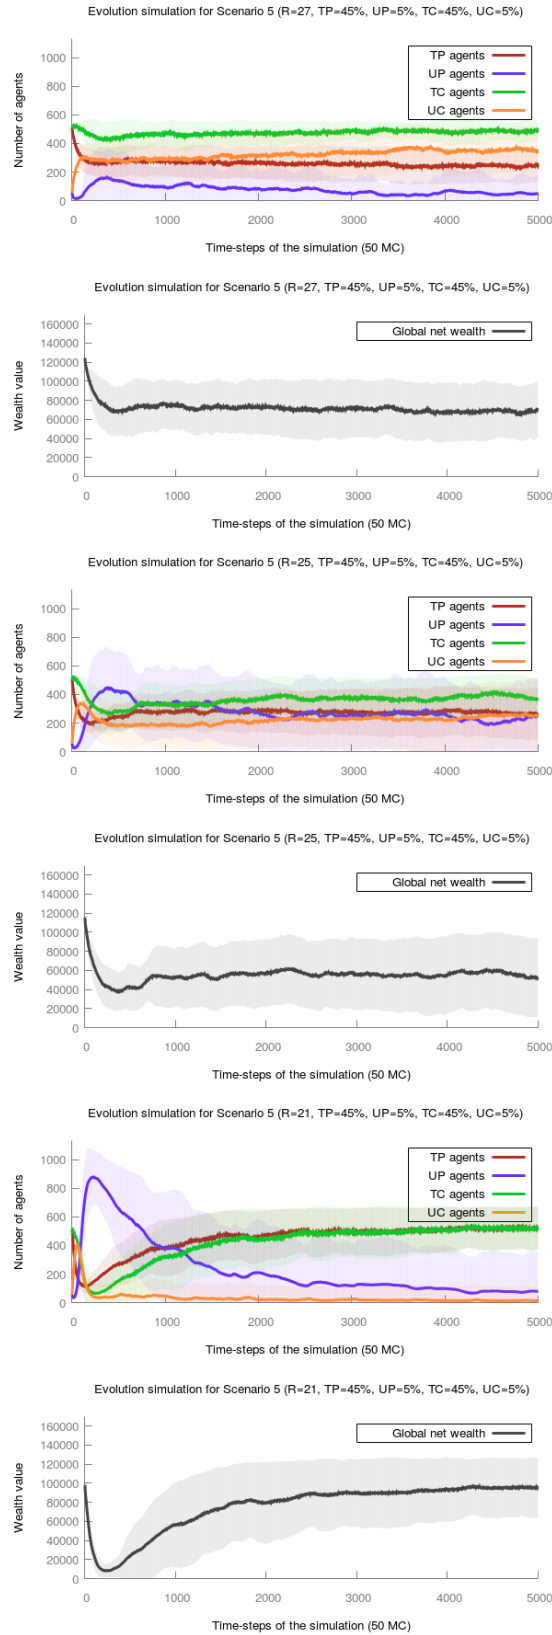 Evolution simulation for Scenario 5 (R=27, TP=45%, UP=5%, TC=45%, UC=5%)
Number of agents
1000
800
600
400
200
0
TP agents
UP agents
TC agents
UC agents
0 1000 2000 3000 4000 5000
Time-steps of the simulation (50 MC)
Evolution simulation for Scenario 5 (R=27, TP=45%, UP=5%, TC=45%, UC=5%)
Wealth value
160000
140000
120000
100000
80000
60000
40000
20000
0
Global net wealth
0 1000 2000 3000 4000 5000
Time-steps of the simulation (50 MC)
Evolution simulation for Scenario 5 (R=25, TP=45%, UP=5%, TC=45%, UC=5%)
Number of agents
1000
800
600
400
200
0
TP agents
UP agents
TC agents
UC agents
0 1000 2000 3000 4000 5000
Time-steps of the simulation (50 MC)
Evolution simulation for Scenario 5 (R=25, TP=45%, UP=5%, TC=45%, UC=5%)
Wealth value
160000
140000
120000
100000
80000
60000
40000
20000
0
Global net wealth
0 1000 2000 3000 4000 5000
Time-steps of the simulation (50 MC)
Evolution simulation for Scenario 5 (R=21, TP=45%, UP=5%, TC=45%, UC=5%)
Number of agents
1000
800
600
400
200
0
TP agents
UP agents
TC agents
UC agents
0 1000 2000 3000 4000 5000
Time-steps of the simulation (50 MC)
Evolution simulation for Scenario 5 (R=21, TP=45%, UP=5%, TC=45%, UC=5%)
Wealth value
160000
140000
120000
100000
80000
60000
40000
20000
0
Global net wealth
0 1000 2000 3000 4000 5000
Time-steps of the simulation (50 MC)